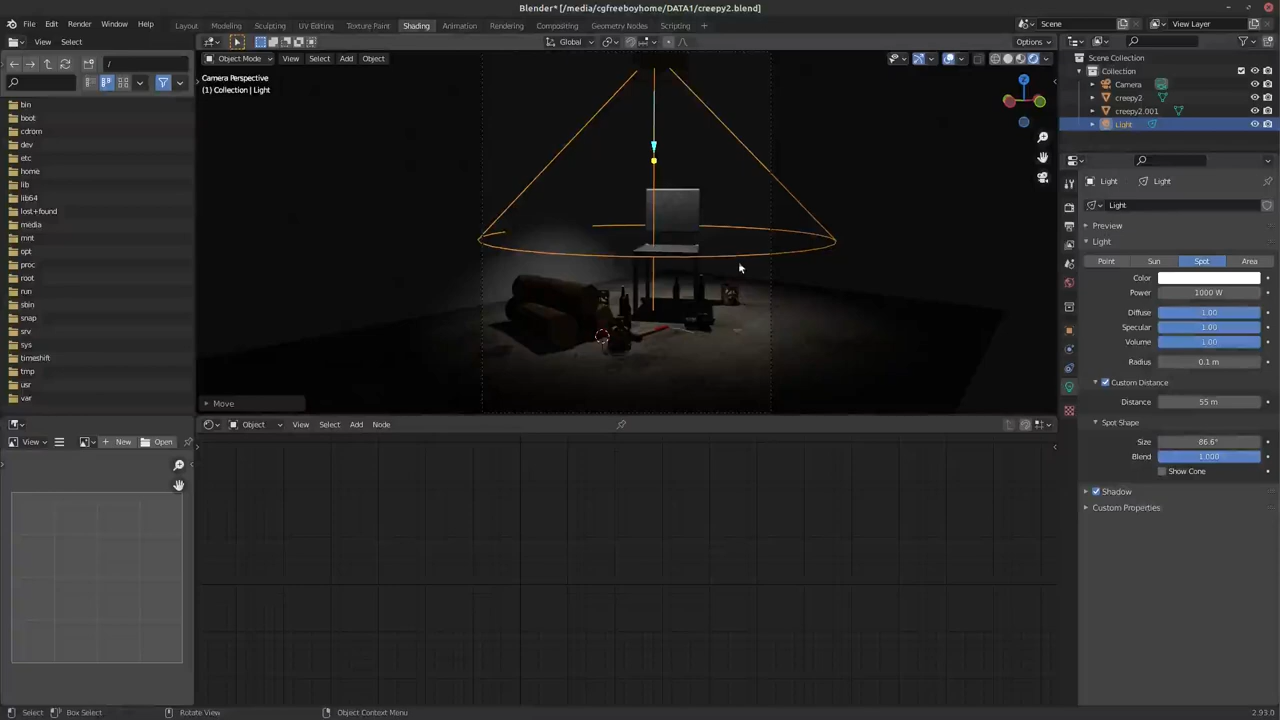 Blender* [/media/cgfreeboyhome/DATA1/creepy2.blend]
File Edit Render Window Help Layout Modeling Sculpting UV Editing Texture Paint Shading Animation Rendering Compositing Geometry Nodes Scripting Scene View Layer
View Select Global Options
/ Object Mode View Select Add Object
Camera Perspective
(1) Collection | Light
Scene Collection
Collection
Camera
creepy2
creepy2.001
Light
bin
boot
cdrom
dev
etc
home
lib
lib64
lost+found
media
mnt
opt
proc
root
run
sbin
snap
srv
sys
timeshift
tmp
usr
var
Move
Light Light
Light
Preview
Light
Point Sun Spot Area
Color
Power 1000 W
Diffuse 1.00
Specular 1.00
Volume 1.00
Radius 0.1 m
Custom Distance
Distance 55 m
Spot Shape
Size 86.6°
Blend 1.000
Show Cone
Shadow
Custom Properties
Object View Select Add Node
View New Open
Select Box Select Rotate View Object Context Menu 2.93.0